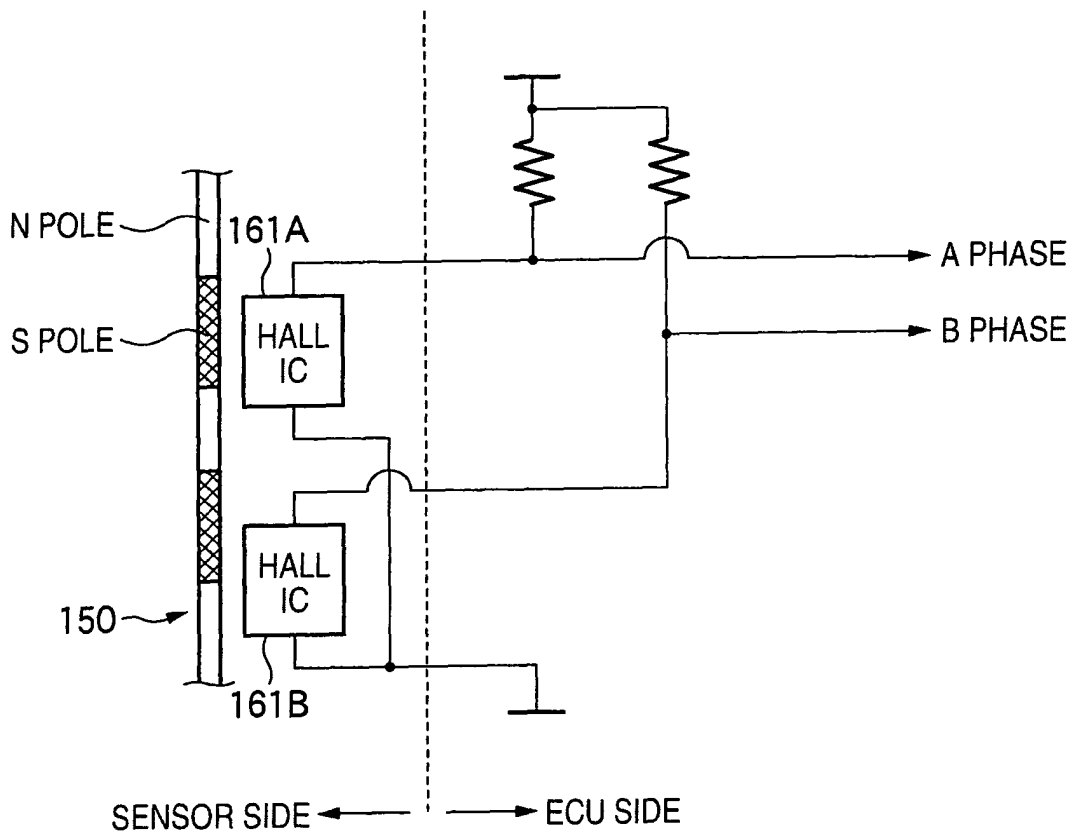 N POLE
161A
A PHASE
S POLE
HALL
IC
B PHASE
HALL
IC
150
161B
SENSOR SIDE
ECU SIDE